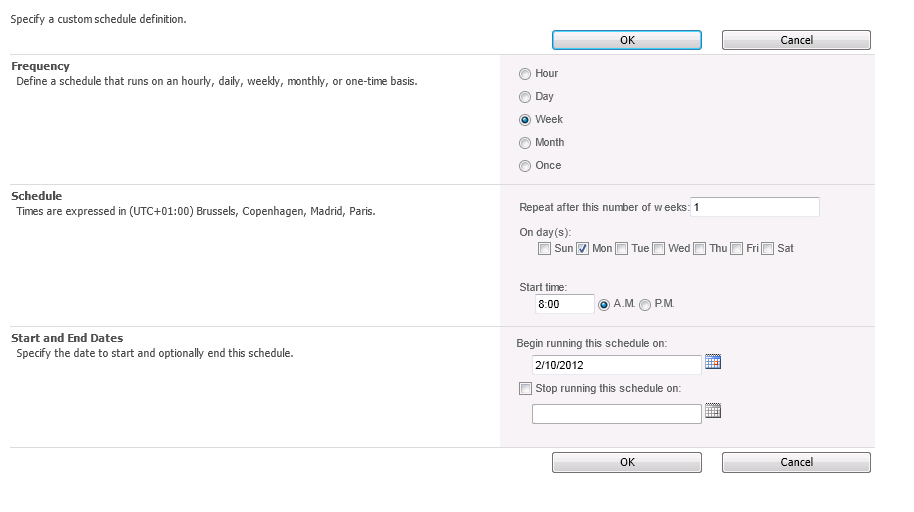 Specify a custom schedule definition.
OK Cancel
Frequency
Define a schedule that runs on an hourly, daily, weekly, monthly, or one-time basis.
Hour
Day
Week
Month
Once
Schedule
Times are expressed in (UTC+01:00) Brussels, Copenhagen, Madrid, Paris.
Repeat after this number of weeks: 1
On day(s):
Sun Mon Tue Wed Thu Fri Sat
Start time:
8:00 A.M. P.M.
Start and End Dates
Specify the date to start and optionally end this schedule.
Begin running this schedule on:
2/10/2012
Stop running this schedule on:
OK Cancel